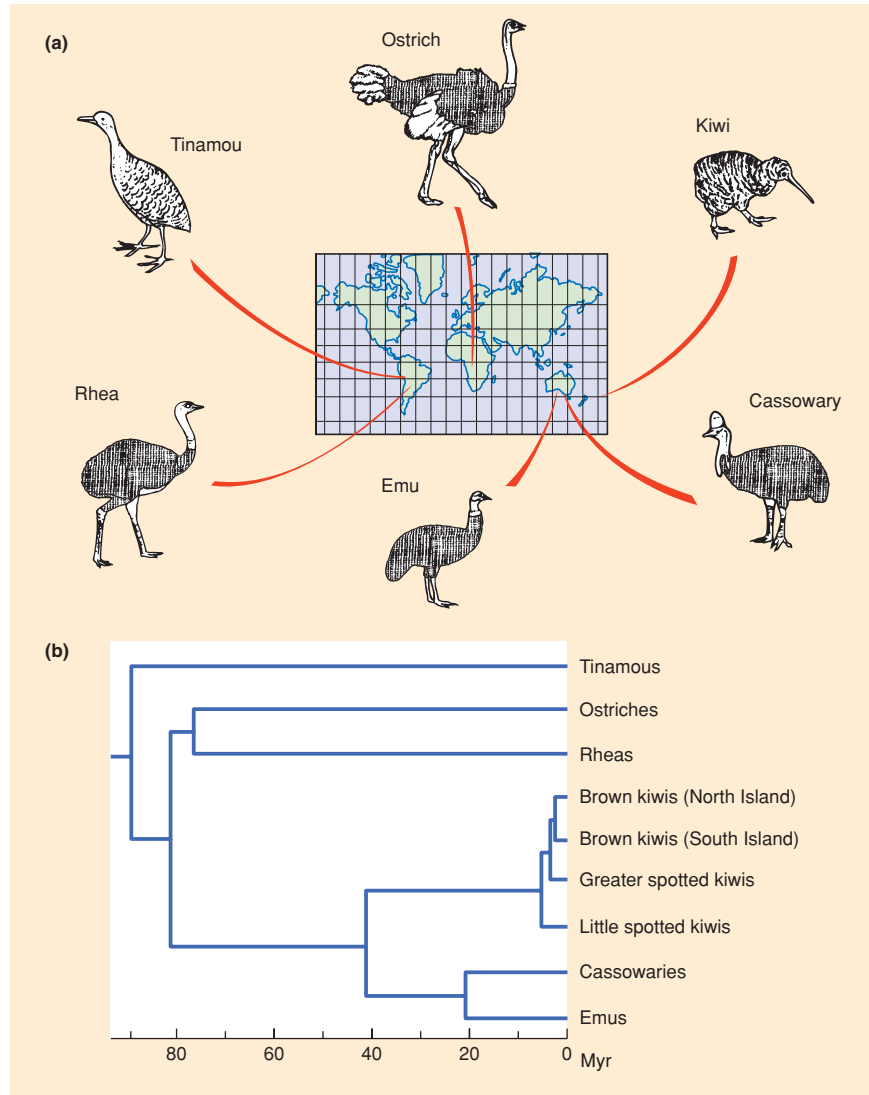 (a)
Ostrich
Tinamou
Kiwi
Rhea
Cassowary
Emu
(b)
Tinamous
Ostriches
Rheas
Brown kiwis (North Island)
Brown kiwis (South Island)
Greater spotted kiwis
Little spotted kiwis
Cassowaries
Emus
80 60 40 20 0 Myr